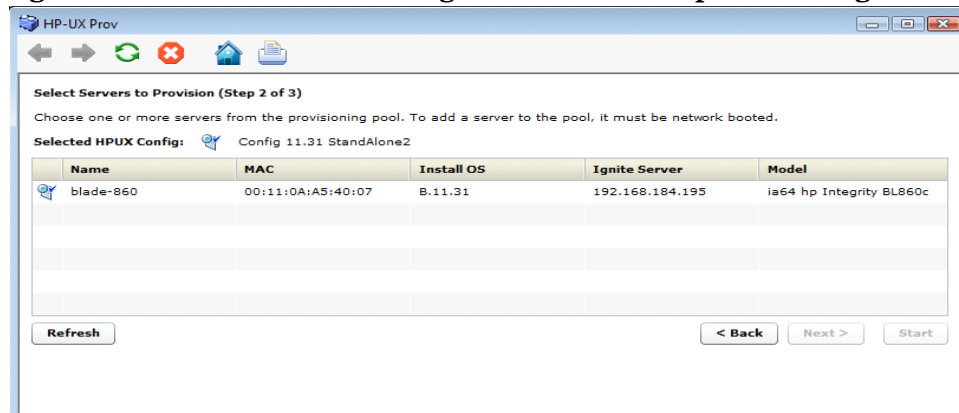 HP-UX Prov
Select Servers to Provision (Step 2 of 3)
Choose one or more servers from the provisioning pool. To add a server to the pool, it must be network booted.
Selected HPUX Config: Config 11.31 StandAlone2
Name MAC Install OS Ignite Server Model
blade-860 00:11:0A:A5:40:07 B.11.31 192.168.184.195 ia64 hp Integrity BL860c
Refresh < Back Next > Start